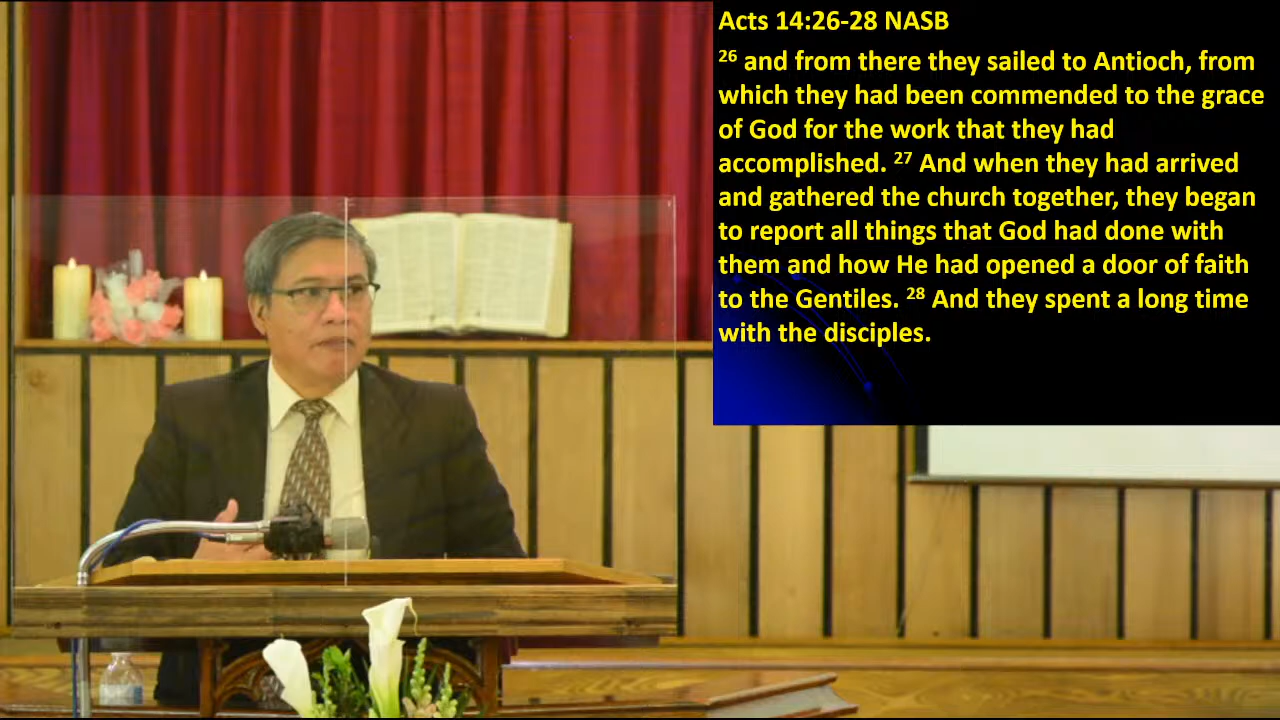 Acts 14:26-28 NASB
26 and from there they sailed to Antioch, from
which they had been commended to the grace
of God for the work that they had
accomplished. 27 And when they had arrived
and gathered the church together, they began
to report all things that God had done with
them and how He had opened a door of faith
to the Gentiles. 28 And they spent a long time
with the disciples.